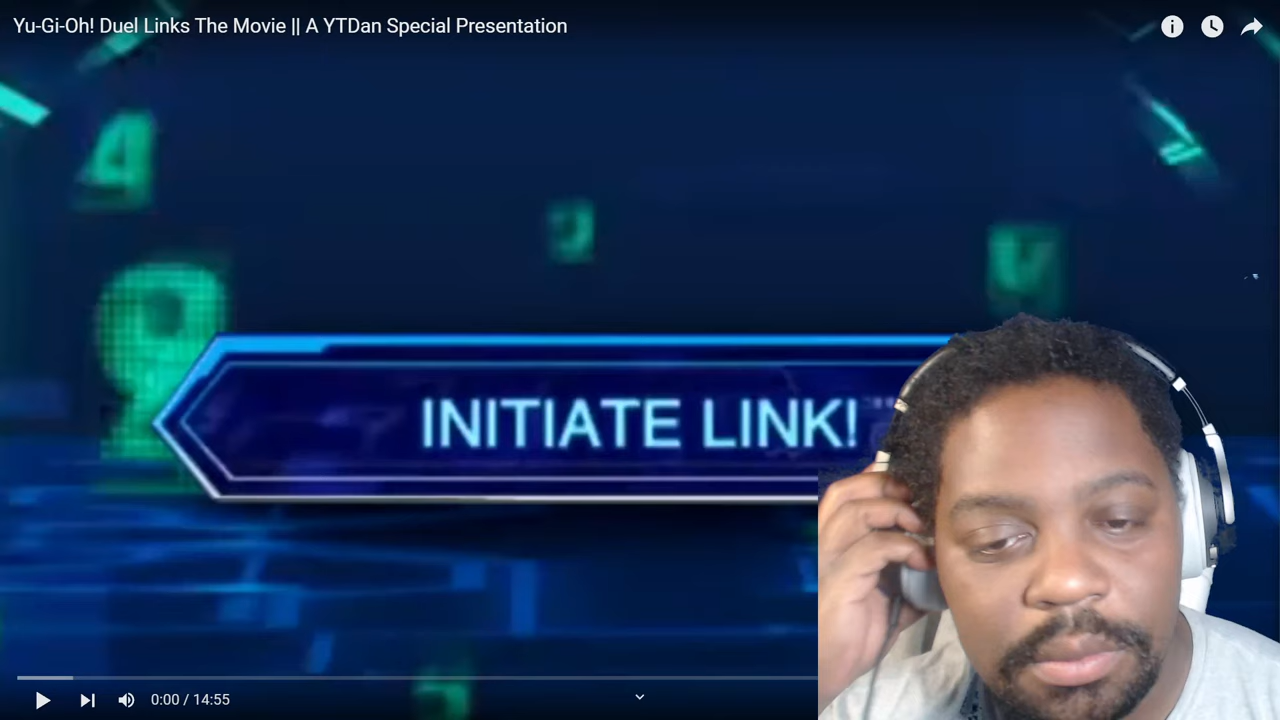 Yu-Gi-Oh! Duel Links The Movie || A YTDan Special Presentation
INITIATE LINK!
0:00 / 14:55